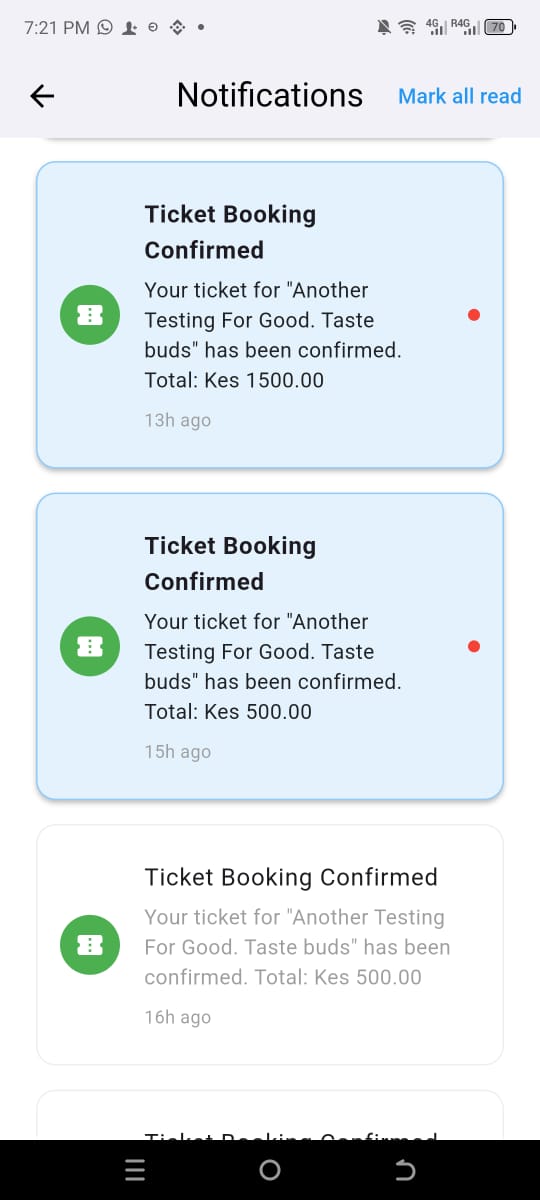 7:21 PM
4G R4G 70
Notifications
Mark all read
Ticket Booking
Confirmed
Your ticket for "Another
Testing For Good. Taste
buds" has been confirmed.
Total: Kes 1500.00
13h ago
Ticket Booking
Confirmed
Your ticket for "Another
Testing For Good. Taste
buds" has been confirmed.
Total: Kes 500.00
15h ago
Ticket Booking Confirmed
Your ticket for "Another Testing
For Good. Taste buds" has been
confirmed. Total: Kes 500.00
16h ago
Ticket Booking Confirmed